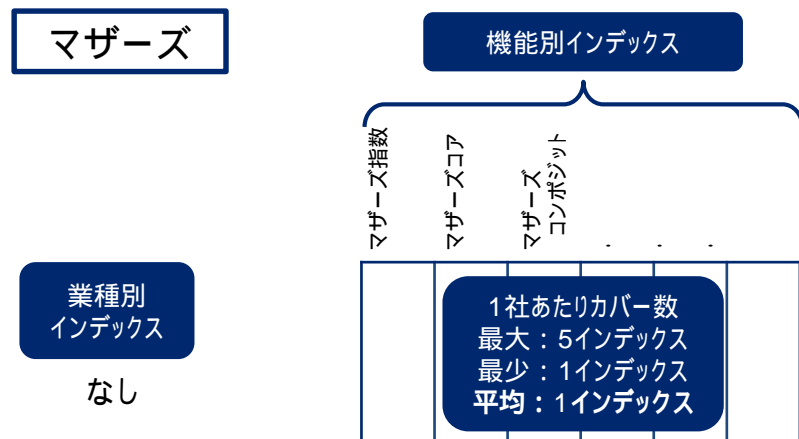 マザーズ
機能別インデックス
マザーズ指数
マザーズコア
マザーズ
コンポジット
. . .
業種別
インデックス
なし
1社あたりカバー数
最大：5インデックス
最少：1インデックス
平均：1インデックス